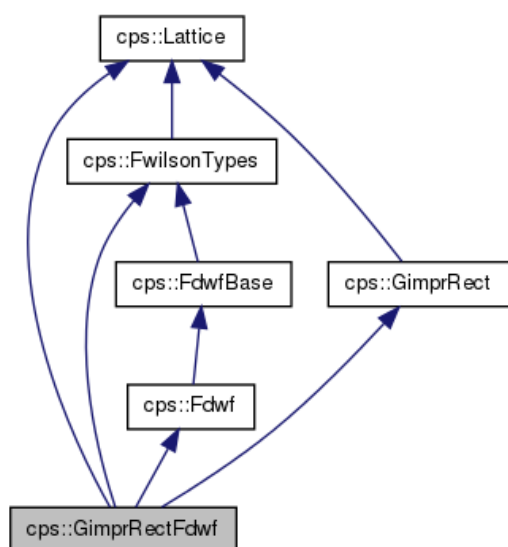 cps::Lattice
cps::FwilsonTypes
cps::FdwfBase
cps::GimprRect
cps::Fdwf
cps::GimprRectFdwf